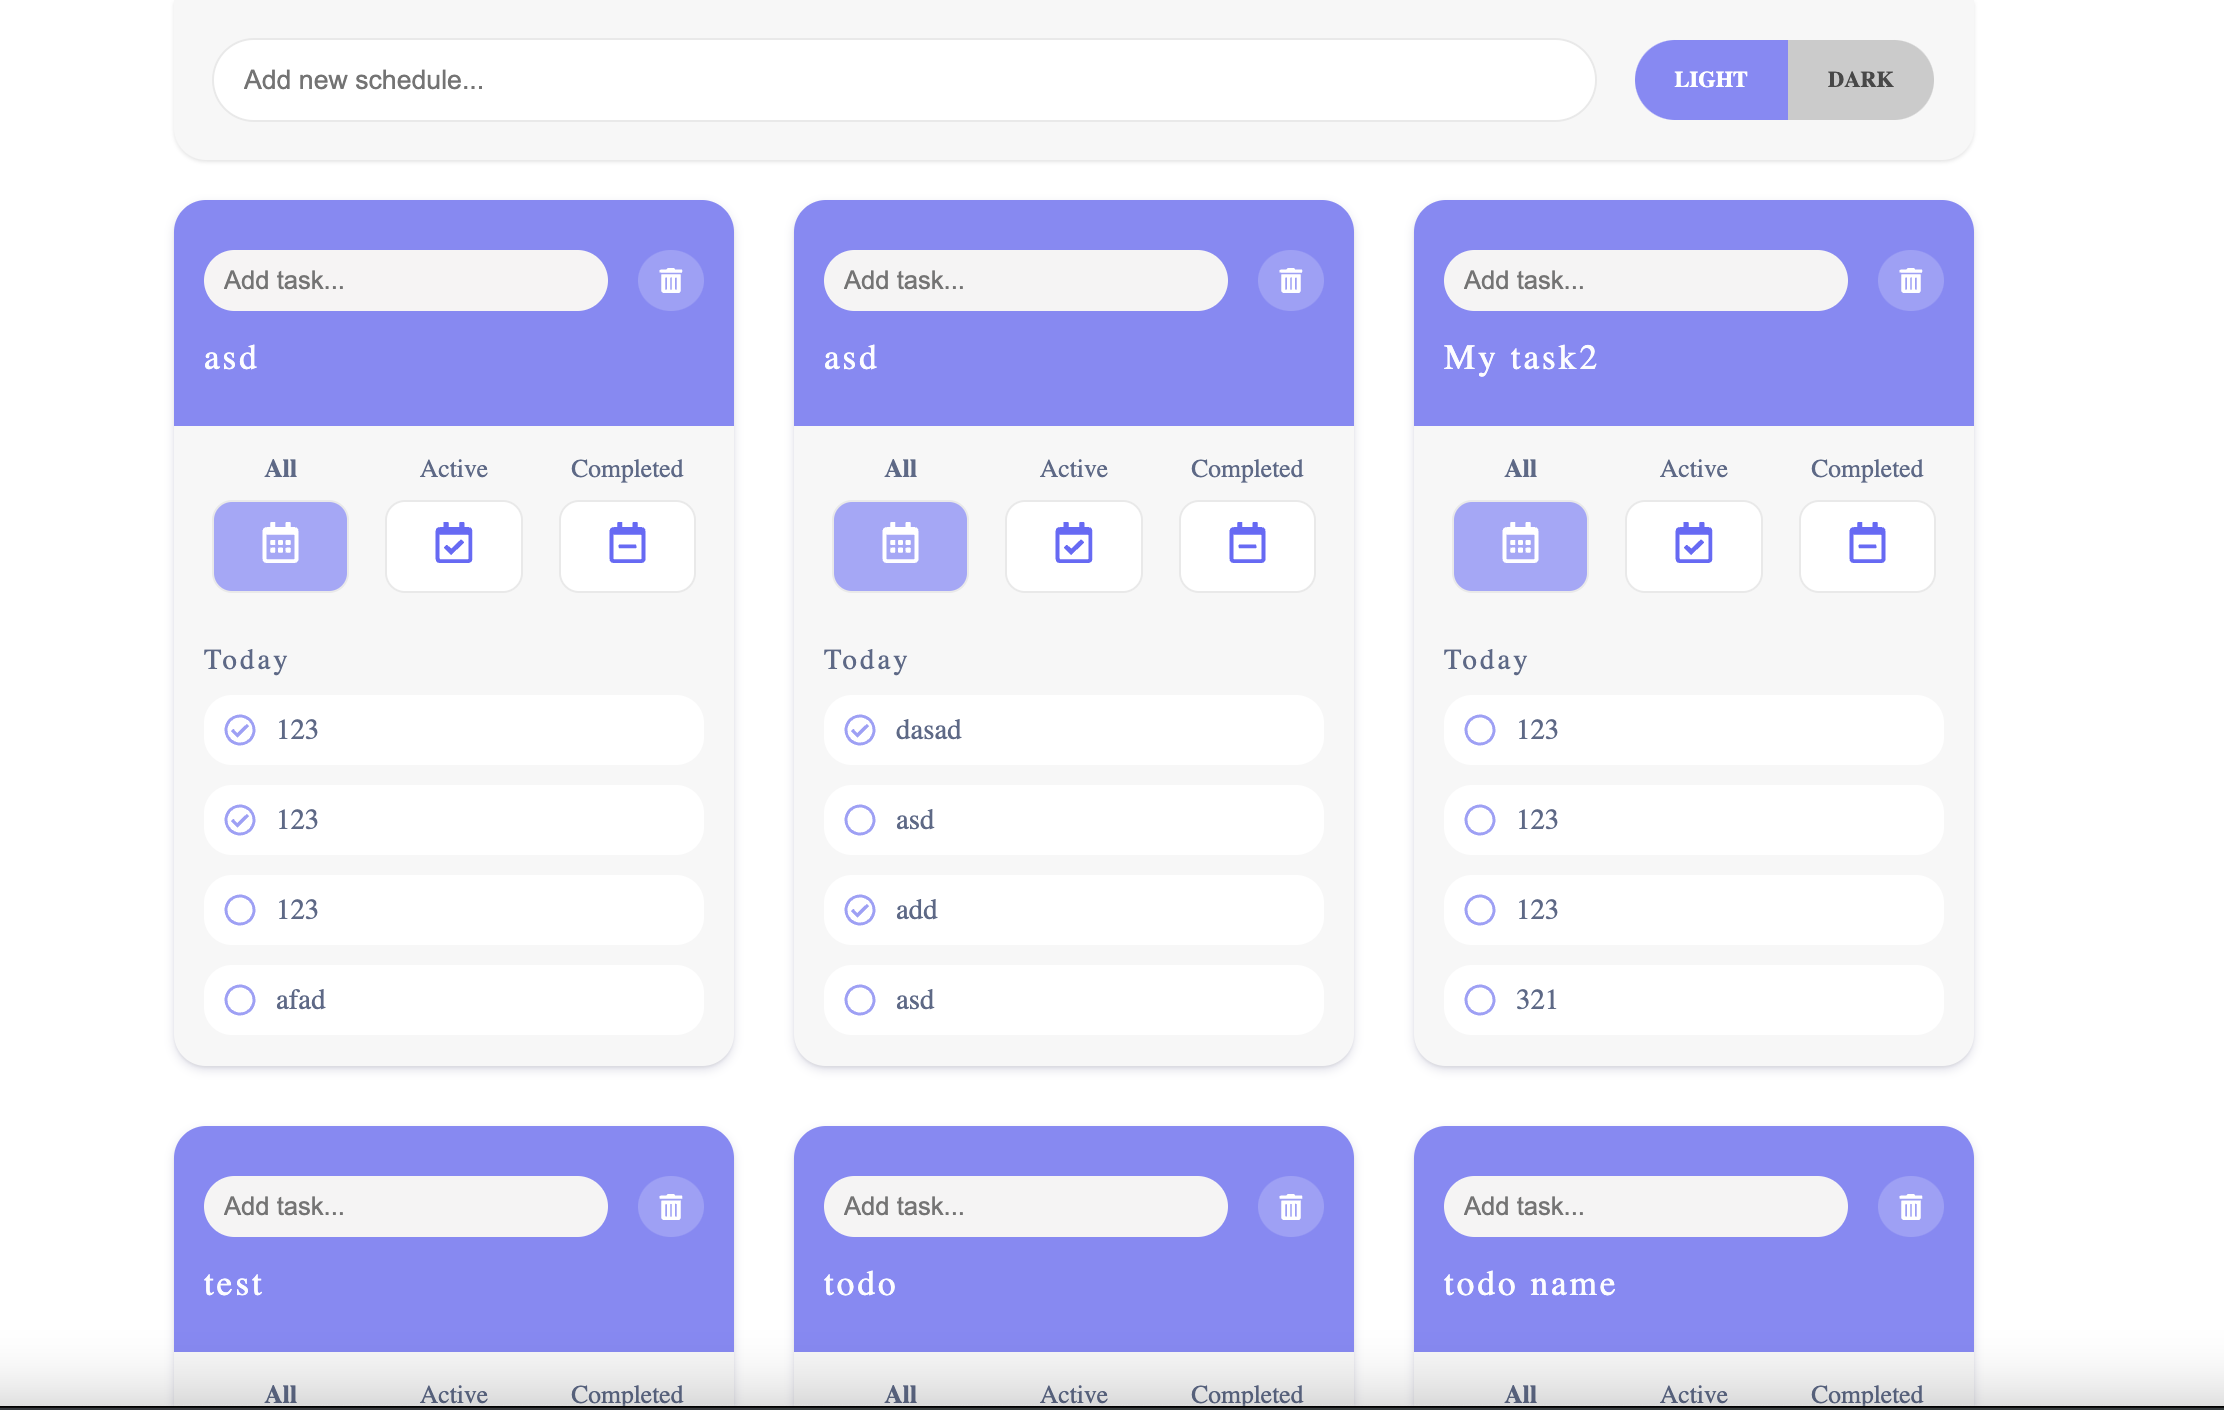 Add new schedule...
LIGHT DARK
Add task...
asd
All Active Completed
Today
123
123
123
afad
Add task...
asd
All Active Completed
Today
dasad
asd
add
asd
Add task...
My task2
All Active Completed
Today
123
123
123
321
Add task...
test
All Active Completed
Add task...
todo
All Active Completed
Add task...
todo name
All Active Completed